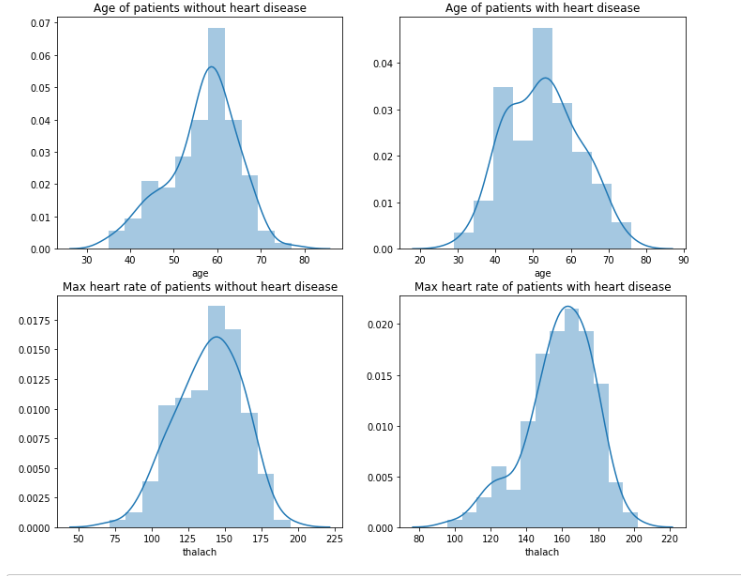 Age of patients without heart disease
0.07
0.06
0.05
0.04
0.03
0.02
0.01
0.00
30 40 50 60 70 80
age
Age of patients with heart disease
0.04
0.03
0.02
0.01
0.00
20 30 40 50 60 70 80 90
age
Max heart rate of patients without heart disease
0.0175
0.0150
0.0125
0.0100
0.0075
0.0050
0.0025
0.0000
50 75 100 125 150 175 200 225
thalach
Max heart rate of patients with heart disease
0.020
0.015
0.010
0.005
0.000
80 100 120 140 160 180 200 220
thalach